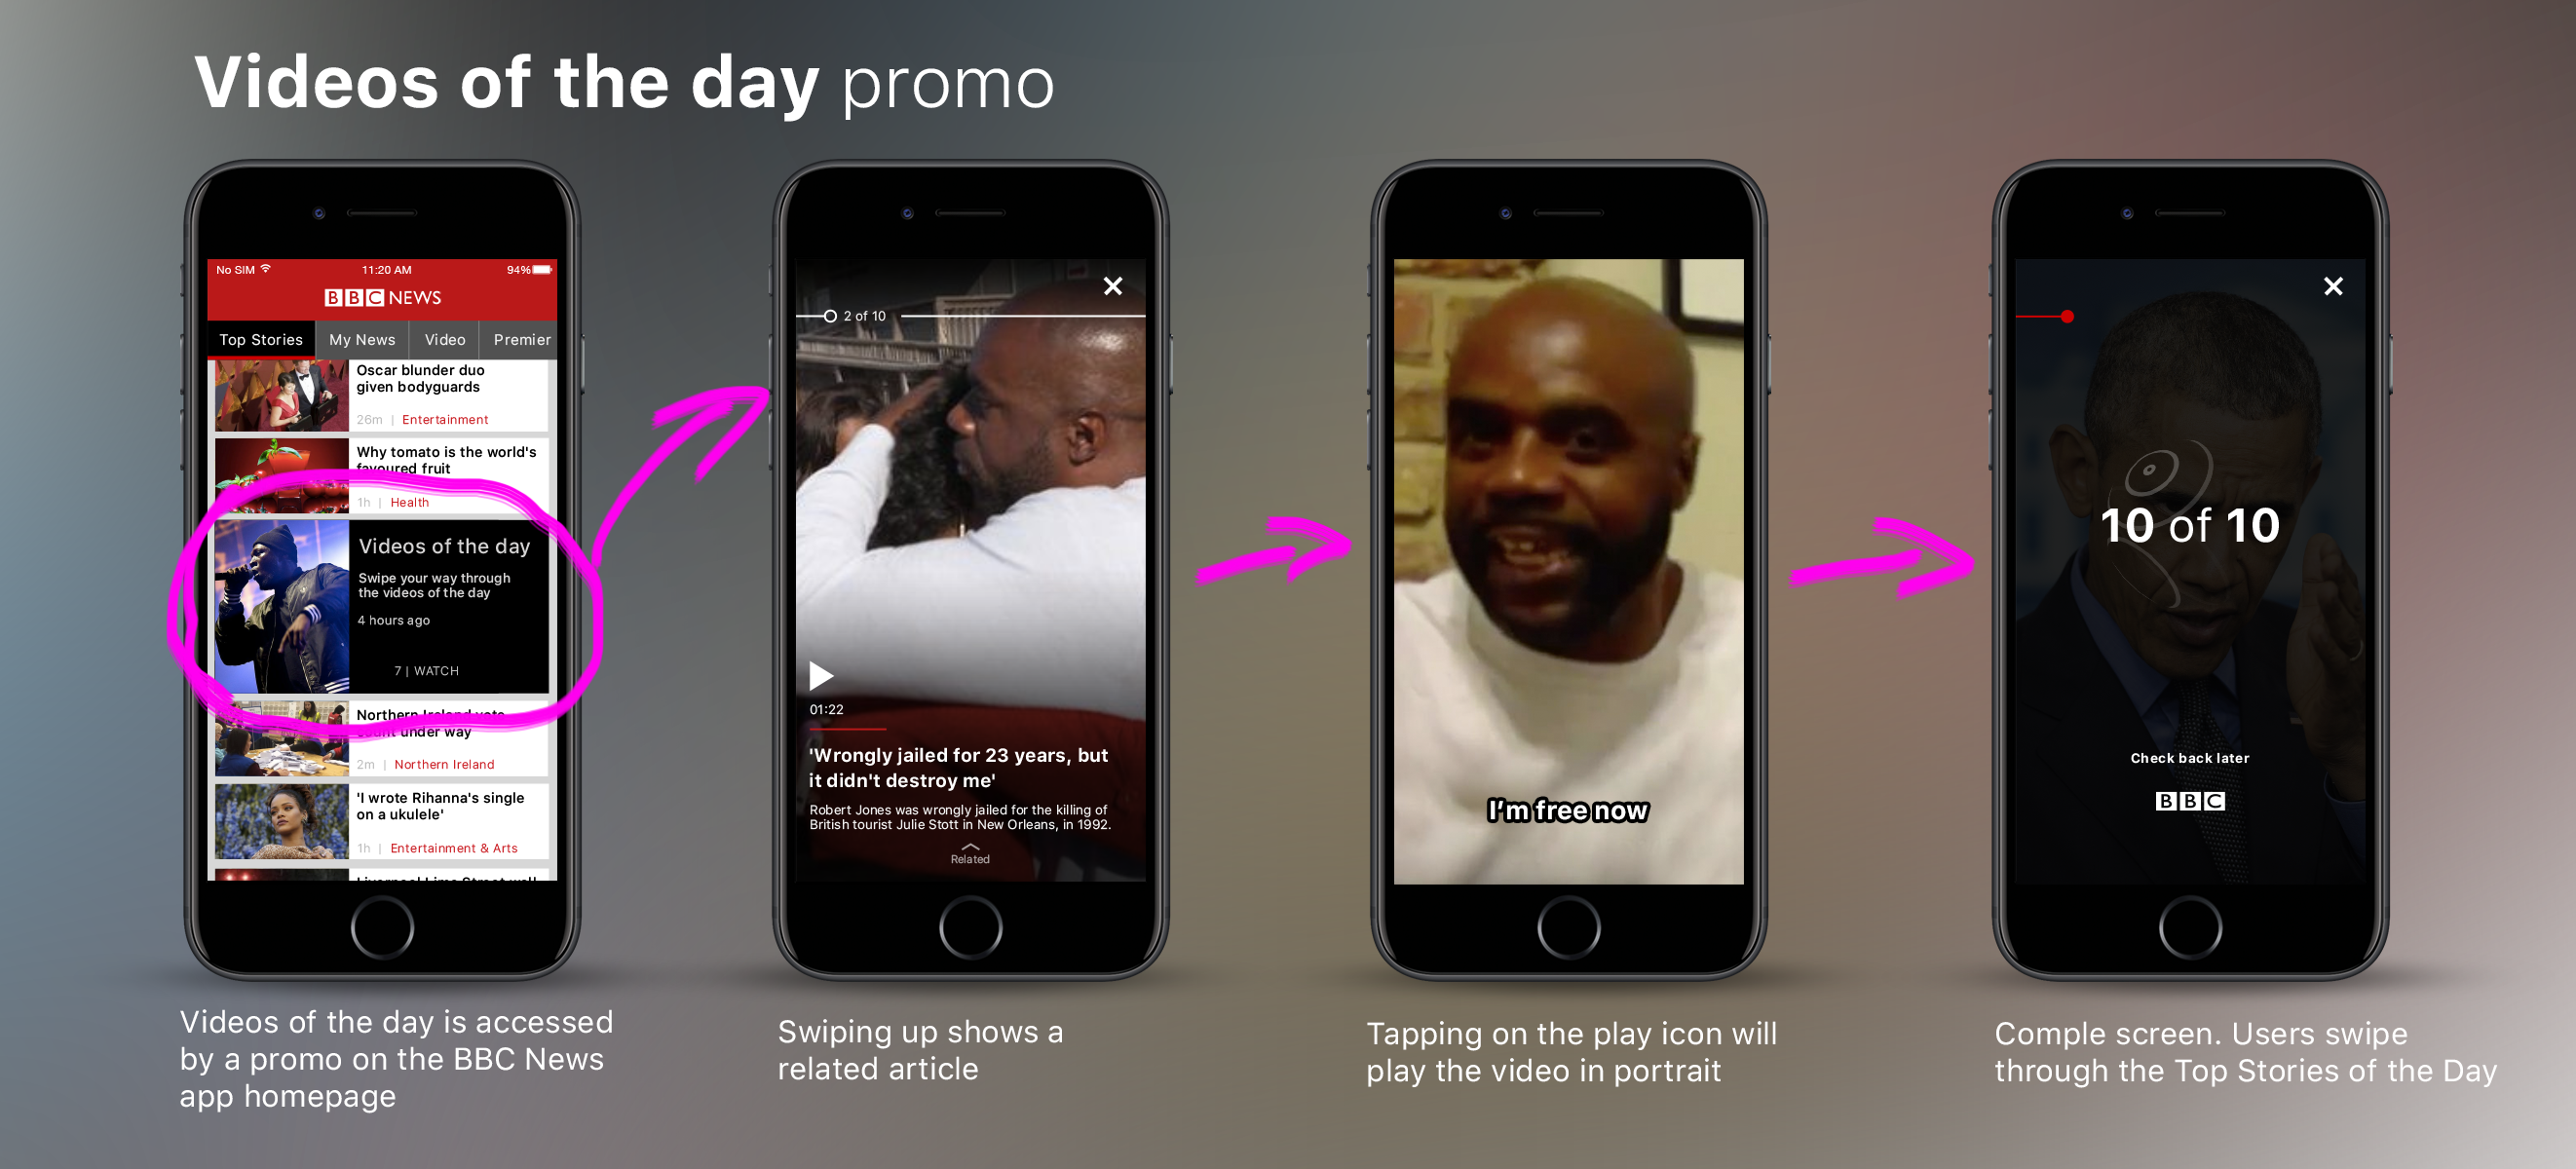 Videos of the day promo
No SIM 11:20 AM 94%
BBC NEWS
Top Stories My News Video Premier
Oscar blunder duo
given bodyguards
26m | Entertainment
Why tomato is the world's
favoured fruit
1h | Health
Videos of the day
Swipe your way through
the videos of the day
4 hours ago
7 | WATCH
Northern Ireland vote
count under way
2m | Northern Ireland
'I wrote Rihanna's single
on a ukulele'
1h | Entertainment & Arts
Liverpool Lime Street wall
Videos of the day is accessed
by a promo on the BBC News
app homepage
2 of 10
01:22
'Wrongly jailed for 23 years, but
it didn't destroy me'
Robert Jones was wrongly jailed for the killing of
British tourist Julie Stott in New Orleans, in 1992.
Related
Swiping up shows a
related article
I'm free now
Tapping on the play icon will
play the video in portrait
10 of 10
Check back later
BBC
Comple screen. Users swipe
through the Top Stories of the Day